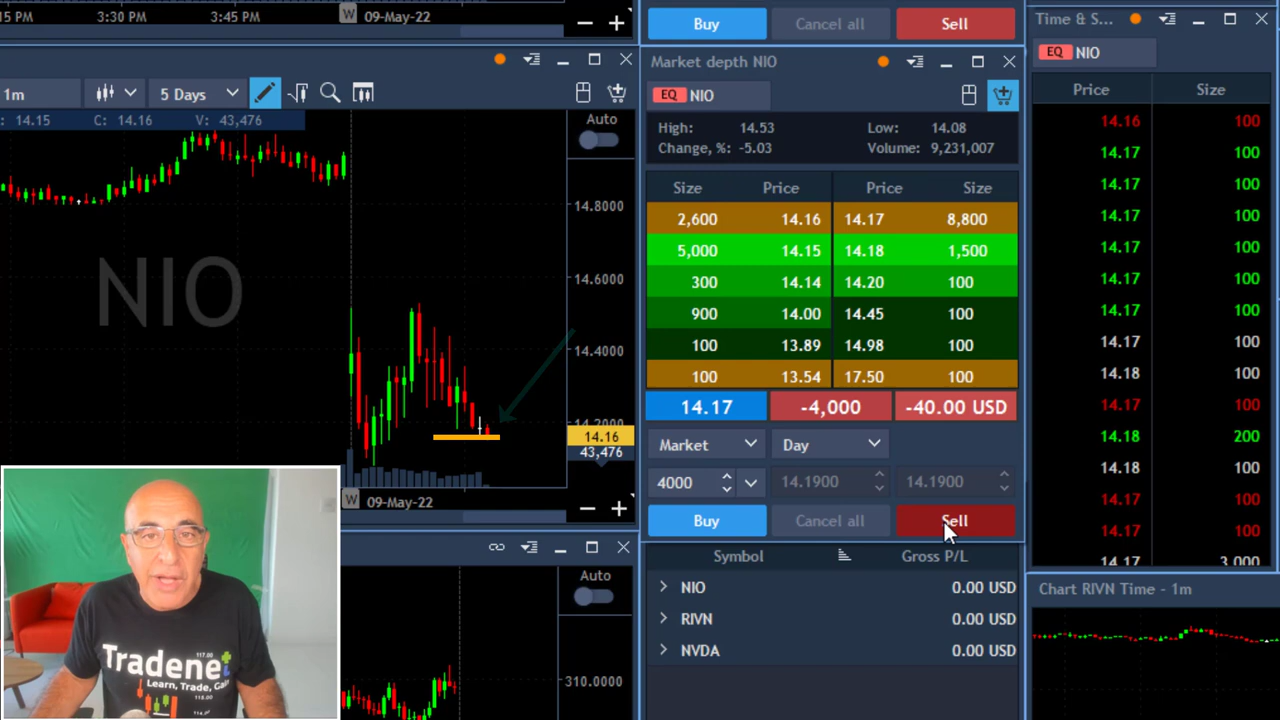 :15 PM 3:30 PM 3:45 PM W 09-May-22
1m 5 Days
: 14.15 C: 14.16 V: 43,476
NIO
Auto
14.8000
14.6000
14.4000
14.2000
14.16
43,476
W 09-May-22
Auto
310.0000
Tradenet
Learn, Trade, Gain
117.00
116.00
114.00
Buy Cancel all Sell
Market depth NIO
EQ NIO
High: 14.53 Low: 14.08
Change, %: -5.03 Volume: 9,231,007
Size Price Price Size
2,600 14.16 14.17 8,800
5,000 14.15 14.18 1,500
300 14.14 14.20 100
900 14.00 14.45 100
100 13.89 14.98 100
100 13.54 17.50 100
14.17 -4,000 -40.00 USD
Market Day
4000 14.1900 14.1900
Buy Cancel all Sell
Symbol Gross P/L
NIO 0.00 USD
RIVN 0.00 USD
NVDA 0.00 USD
Time & S...
EQ NIO
Price Size
14.16 100
14.17 100
14.17 100
14.17 100
14.17 100
14.17 100
14.17 100
14.17 100
14.18 100
14.17 100
14.18 200
14.18 100
14.17 100
14.17 100
14.17 3,000
Chart RIVN Time - 1m